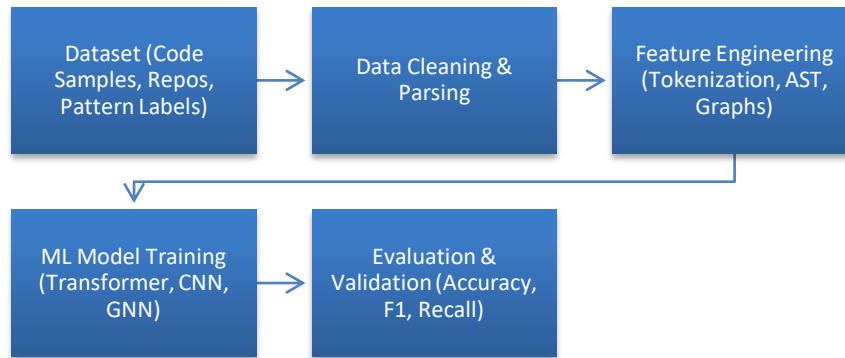 Dataset (Code
Samples, Repos,
Pattern Labels)
Data Cleaning &
Parsing
Feature Engineering
(Tokenization, AST,
Graphs)
ML Model Training
(Transformer, CNN,
GNN)
Evaluation &
Validation (Accuracy,
F1, Recall)